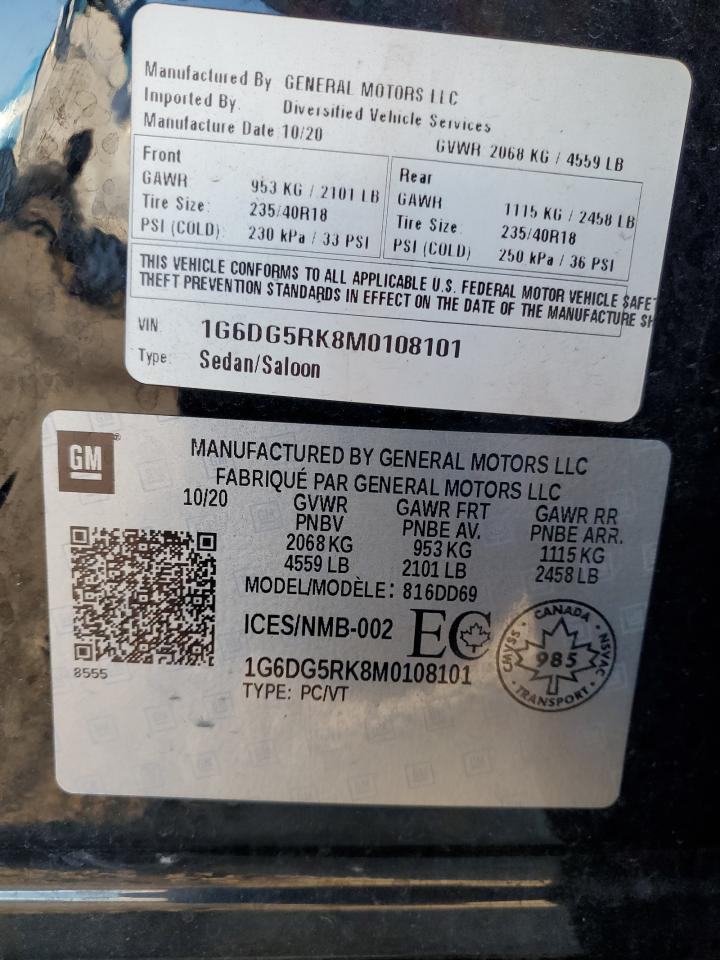 Manufactured By GENERAL MOTORS LLC
Imported By: Diversified Vehicle Services
Manufacture Date 10/20
GVWR 2068 KG / 4559 LB
Front
GAWR 953 KG / 2101 LB
Tire Size: 235/40R18
PSI (COLD): 230 kPa / 33 PSI
Rear
GAWR 1115 KG / 2458 LB
Tire Size: 235/40R18
PSI (COLD): 250 kPa / 36 PSI
THIS VEHICLE CONFORMS TO ALL APPLICABLE U.S. FEDERAL MOTOR VEHICLE SAFE
THEFT PREVENTION STANDARDS IN EFFECT ON THE DATE OF THE MANUFACTURE SH
VIN: 1G6DG5RK8M0108101
Type: Sedan/Saloon
GM®
MANUFACTURED BY GENERAL MOTORS LLC
FABRIQUÉ PAR GENERAL MOTORS LLC
10/20
GVWR
PNBV
2068 KG
4559 LB
GAWR FRT
PNBE AV.
953 KG
2101 LB
GAWR RR
PNBE ARR.
1115 KG
2458 LB
MODEL/MODÈLE: 816DD69
ICES/NMB-002 EC
1G6DG5RK8M0108101
TYPE: PC/VT
8555
CANADA
CMVSS · NSVAC
985
TRANSPORT